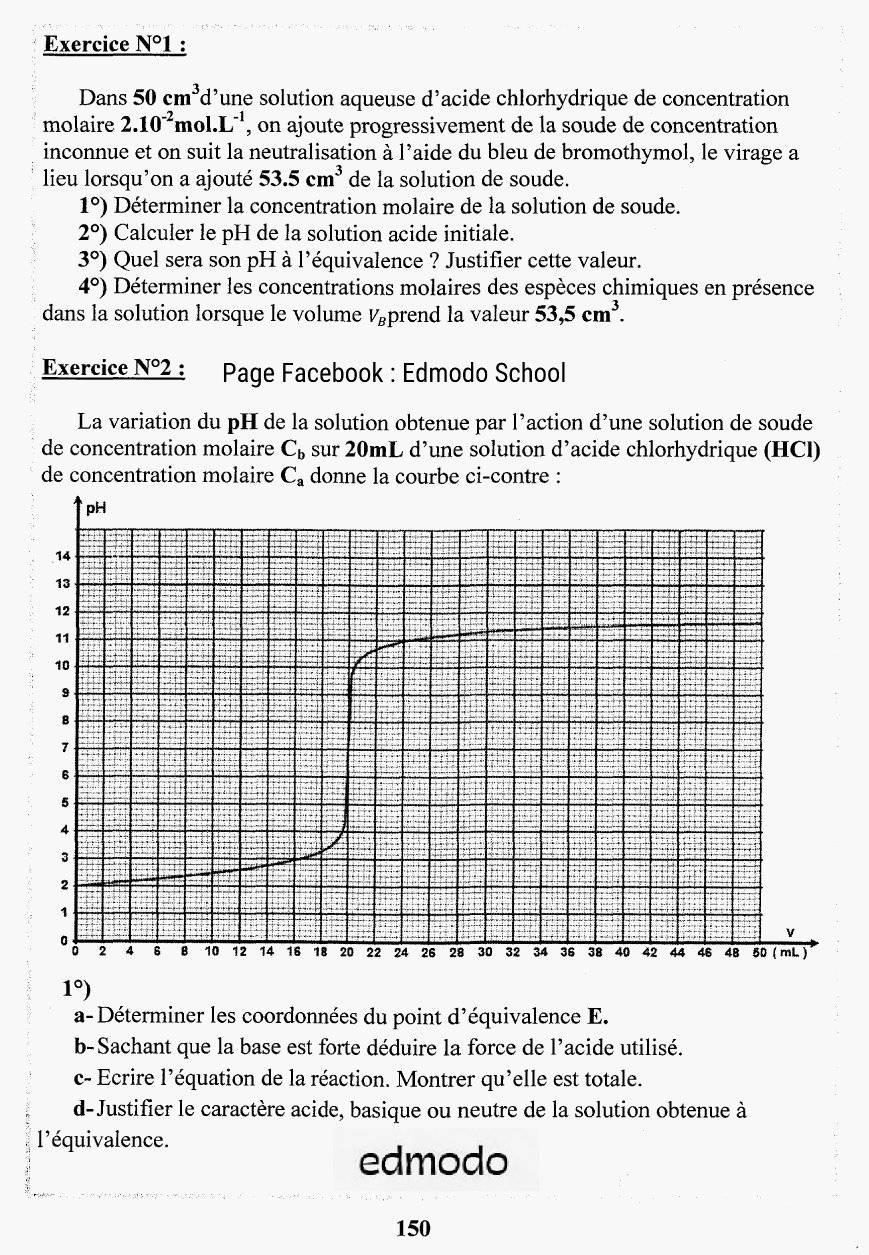 Exercice N°1 :
Dans 50 cm³d'une solution aqueuse d'acide chlorhydrique de concentration
molaire 2.10⁻²mol.L⁻¹, on ajoute progressivement de la soude de concentration
inconnue et on suit la neutralisation à l'aide du bleu de bromothymol, le virage a
lieu lorsqu'on a ajouté 53.5 cm³ de la solution de soude.
1°) Déterminer la concentration molaire de la solution de soude.
2°) Calculer le pH de la solution acide initiale.
3°) Quel sera son pH à l'équivalence ? Justifier cette valeur.
4°) Déterminer les concentrations molaires des espèces chimiques en présence
dans la solution lorsque le volume V_B prend la valeur 53,5 cm³.
Exercice N°2 : Page Facebook : Edmodo School
La variation du pH de la solution obtenue par l'action d'une solution de soude
de concentration molaire C_b sur 20mL d'une solution d'acide chlorhydrique (HCl)
de concentration molaire C_a donne la courbe ci-contre :
pH
14
13
12
11
10
9
8
7
6
5
4
3
2
1
0
V
0 2 4 6 8 10 12 14 16 18 20 22 24 26 28 30 32 34 36 38 40 42 44 46 48 50 ( mL )
1°)
a- Déterminer les coordonnées du point d'équivalence E.
b- Sachant que la base est forte déduire la force de l'acide utilisé.
c- Ecrire l'équation de la réaction. Montrer qu'elle est totale.
d- Justifier le caractère acide, basique ou neutre de la solution obtenue à
l'équivalence.
edmodo
150